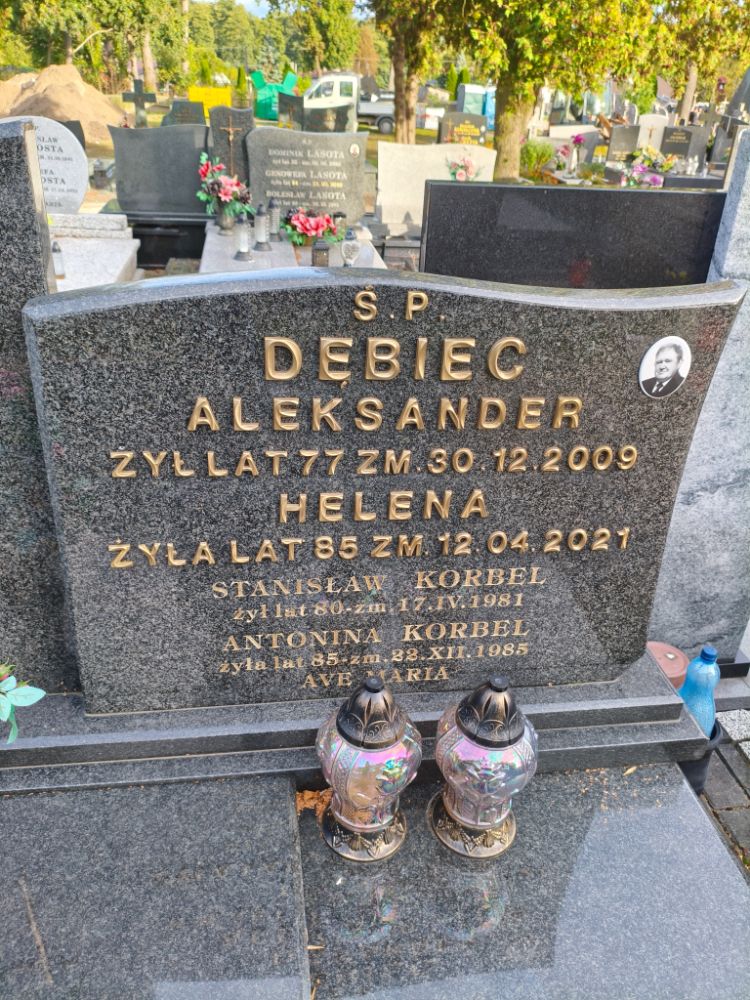 Ś.P.
DĘBIEC
ALEKSANDER
ŻYŁ LAT 77 ZM. 30.12.2009
HELENA
ŻYŁA LAT 85 ZM. 12.04.2021
STANISŁAW KORBEL
żył lat 80-zm. 17.IV.1981
ANTONINA KORBEL
żyła lat 85-zm. 22.XII.1985
AVE MARIA
DOMINIK LASOTA
GENOWEFA LASOTA
BOLESŁAW LASOTA